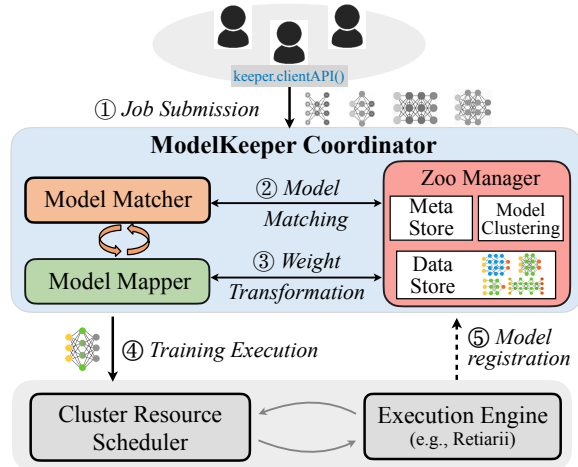 keeper.clientAPI()
① Job Submission
ModelKeeper Coordinator
Model Matcher
② Model
Matching
Zoo Manager
Meta
Store
Model
Clustering
Model Mapper
③ Weight
Transformation
Data
Store
④ Training Execution
⑤ Model
registration
Cluster Resource
Scheduler
Execution Engine
(e.g., Retiarii)